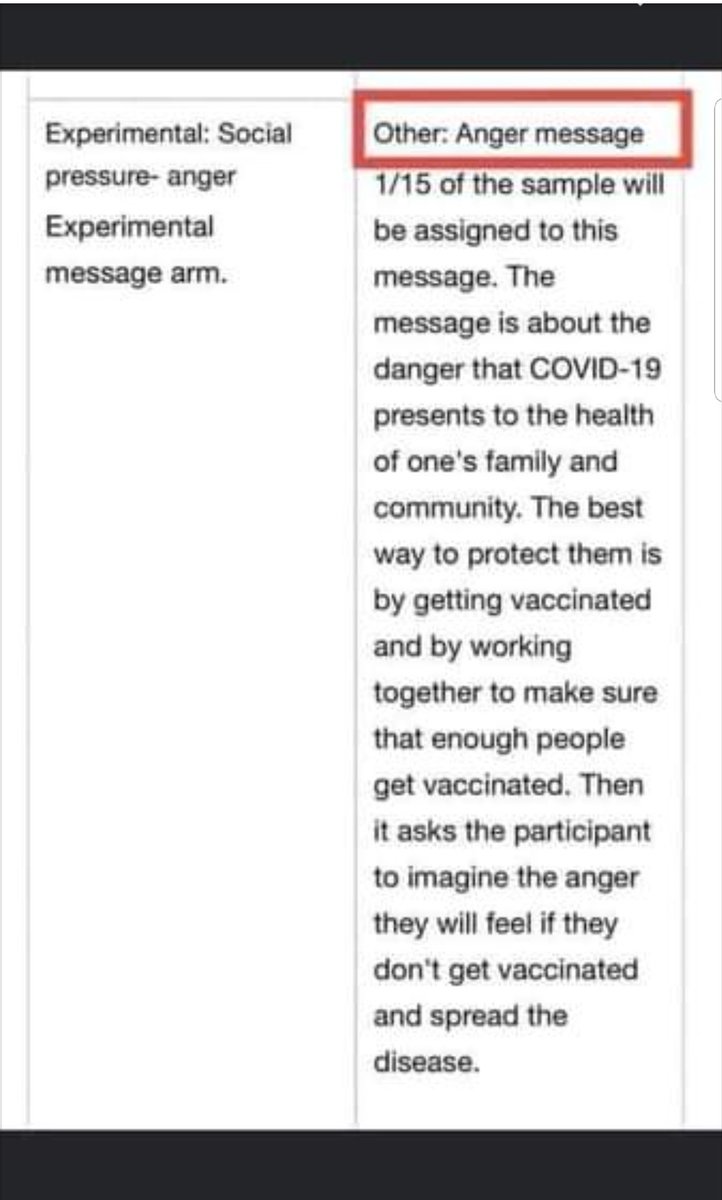 Experimental: Social
pressure- anger
Experimental
message arm.
Other: Anger message
1/15 of the sample will
be assigned to this
message. The
message is about the
danger that COVID-19
presents to the health
of one's family and
community. The best
way to protect them is
by getting vaccinated
and by working
together to make sure
that enough people
get vaccinated. Then
it asks the participant
to imagine the anger
they will feel if they
don't get vaccinated
and spread the
disease.